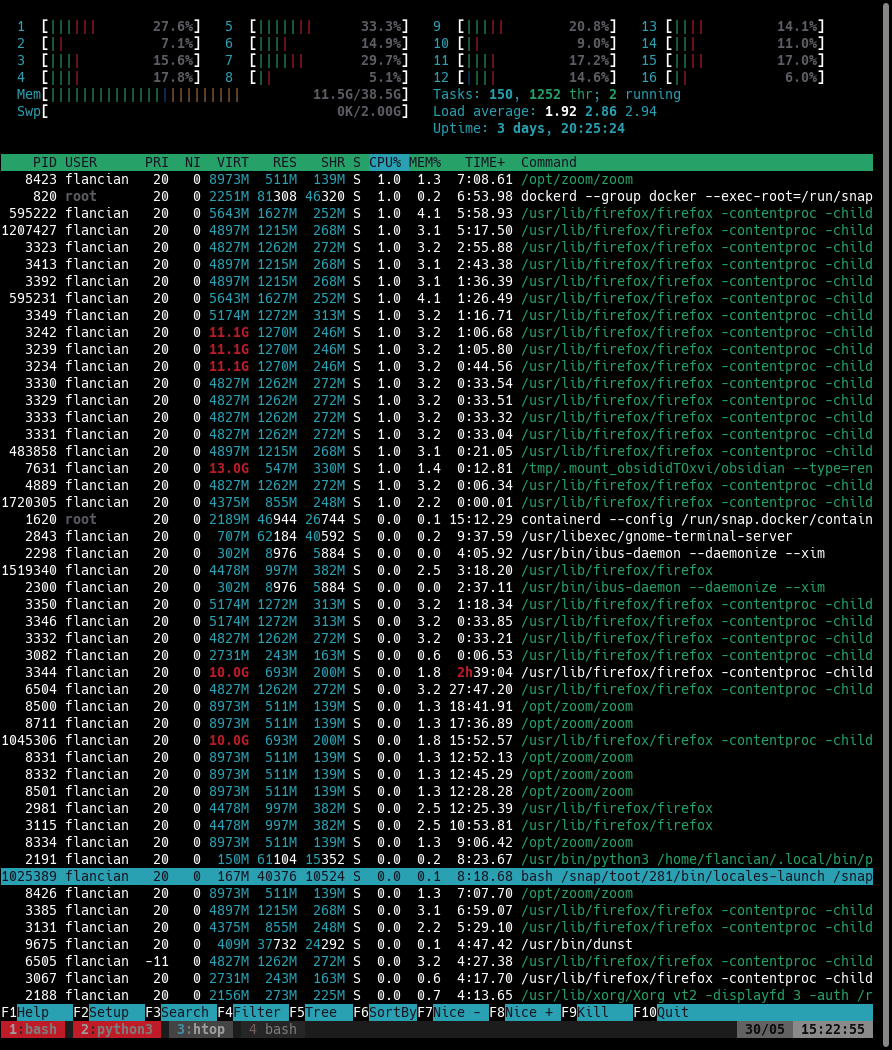 1 [|||||| 27.6%] 5 [||||||| 33.3%] 9 [||||| 20.8%] 13 [|||| 14.1%]
2 [|| 7.1%] 6 [|||| 14.9%] 10 [|| 9.0%] 14 [||| 11.0%]
3 [|||| 15.6%] 7 [|||||| 29.7%] 11 [|||| 17.2%] 15 [|||| 17.0%]
4 [|||| 17.8%] 8 [|| 5.1%] 12 [|||| 14.6%] 16 [|| 6.0%]
Mem[|||||||||||||||||||||||| 11.5G/38.5G] Tasks: 150, 1252 thr; 2 running
Swp[ 0K/2.00G] Load average: 1.92 2.86 2.94
Uptime: 3 days, 20:25:24
PID USER PRI NI VIRT RES SHR S CPU% MEM% TIME+ Command
8423 flancian 20 0 8973M 511M 139M S 1.0 1.3 7:08.61 /opt/zoom/zoom
820 root 20 0 2251M 81308 46320 S 1.0 0.2 6:53.98 dockerd --group docker --exec-root=/run/snap
595222 flancian 20 0 5643M 1627M 252M S 1.0 4.1 5:58.93 /usr/lib/firefox/firefox -contentproc -child
1207427 flancian 20 0 4897M 1215M 268M S 1.0 3.1 5:17.50 /usr/lib/firefox/firefox -contentproc -child
3323 flancian 20 0 4827M 1262M 272M S 1.0 3.2 2:55.88 /usr/lib/firefox/firefox -contentproc -child
3413 flancian 20 0 4897M 1215M 268M S 1.0 3.1 2:43.38 /usr/lib/firefox/firefox -contentproc -child
3392 flancian 20 0 4897M 1215M 268M S 1.0 3.1 1:36.39 /usr/lib/firefox/firefox -contentproc -child
595231 flancian 20 0 5643M 1627M 252M S 1.0 4.1 1:26.49 /usr/lib/firefox/firefox -contentproc -child
3349 flancian 20 0 5174M 1272M 313M S 1.0 3.2 1:16.71 /usr/lib/firefox/firefox -contentproc -child
3242 flancian 20 0 11.1G 1270M 246M S 1.0 3.2 1:06.68 /usr/lib/firefox/firefox -contentproc -child
3239 flancian 20 0 11.1G 1270M 246M S 1.0 3.2 1:05.80 /usr/lib/firefox/firefox -contentproc -child
3234 flancian 20 0 11.1G 1270M 246M S 1.0 3.2 0:44.56 /usr/lib/firefox/firefox -contentproc -child
3330 flancian 20 0 4827M 1262M 272M S 1.0 3.2 0:33.54 /usr/lib/firefox/firefox -contentproc -child
3329 flancian 20 0 4827M 1262M 272M S 1.0 3.2 0:33.51 /usr/lib/firefox/firefox -contentproc -child
3333 flancian 20 0 4827M 1262M 272M S 1.0 3.2 0:33.32 /usr/lib/firefox/firefox -contentproc -child
3331 flancian 20 0 4827M 1262M 272M S 1.0 3.2 0:33.04 /usr/lib/firefox/firefox -contentproc -child
483858 flancian 20 0 4897M 1215M 268M S 1.0 3.1 0:21.05 /usr/lib/firefox/firefox -contentproc -child
7631 flancian 20 0 13.0G 547M 330M S 1.0 1.4 0:12.81 /tmp/.mount_obsididTOxvi/obsidian --type=ren
4889 flancian 20 0 4827M 1262M 272M S 1.0 3.2 0:06.34 /usr/lib/firefox/firefox -contentproc -child
1720305 flancian 20 0 4375M 855M 248M S 1.0 2.2 0:00.01 /usr/lib/firefox/firefox -contentproc -child
1620 root 20 0 2189M 46944 26744 S 0.0 0.1 15:12.29 containerd --config /run/snap.docker/contain
2843 flancian 20 0 707M 62184 40592 S 0.0 0.2 9:37.59 /usr/libexec/gnome-terminal-server
2298 flancian 20 0 302M 8976 5884 S 0.0 0.0 4:05.92 /usr/bin/ibus-daemon --daemonize --xim
1519340 flancian 20 0 4478M 997M 382M S 0.0 2.5 3:18.20 /usr/lib/firefox/firefox
2300 flancian 20 0 302M 8976 5884 S 0.0 0.0 2:37.11 /usr/bin/ibus-daemon --daemonize --xim
3350 flancian 20 0 5174M 1272M 313M S 0.0 3.2 1:18.34 /usr/lib/firefox/firefox -contentproc -child
3346 flancian 20 0 5174M 1272M 313M S 0.0 3.2 0:33.85 /usr/lib/firefox/firefox -contentproc -child
3332 flancian 20 0 4827M 1262M 272M S 0.0 3.2 0:33.21 /usr/lib/firefox/firefox -contentproc -child
3082 flancian 20 0 2731M 243M 163M S 0.0 0.6 0:06.53 /usr/lib/firefox/firefox -contentproc -child
3344 flancian 20 0 10.0G 693M 200M S 0.0 1.8 2h39:04 /usr/lib/firefox/firefox -contentproc -child
6504 flancian 20 0 4827M 1262M 272M S 0.0 3.2 27:47.20 /usr/lib/firefox/firefox -contentproc -child
8500 flancian 20 0 8973M 511M 139M S 0.0 1.3 18:41.91 /opt/zoom/zoom
8711 flancian 20 0 8973M 511M 139M S 0.0 1.3 17:36.89 /opt/zoom/zoom
1045306 flancian 20 0 10.0G 693M 200M S 0.0 1.8 15:52.57 /usr/lib/firefox/firefox -contentproc -child
8331 flancian 20 0 8973M 511M 139M S 0.0 1.3 12:52.13 /opt/zoom/zoom
8332 flancian 20 0 8973M 511M 139M S 0.0 1.3 12:45.29 /opt/zoom/zoom
8501 flancian 20 0 8973M 511M 139M S 0.0 1.3 12:28.28 /opt/zoom/zoom
2981 flancian 20 0 4478M 997M 382M S 0.0 2.5 12:25.39 /usr/lib/firefox/firefox
3115 flancian 20 0 4478M 997M 382M S 0.0 2.5 10:53.81 /usr/lib/firefox/firefox
8334 flancian 20 0 8973M 511M 139M S 0.0 1.3 9:06.42 /opt/zoom/zoom
2191 flancian 20 0 150M 61104 15352 S 0.0 0.2 8:23.67 /usr/bin/python3 /home/flancian/.local/bin/p
1025389 flancian 20 0 167M 40376 10524 S 0.0 0.1 8:18.68 bash /snap/toot/281/bin/locales-launch /snap
8426 flancian 20 0 8973M 511M 139M S 0.0 1.3 7:07.70 /opt/zoom/zoom
3385 flancian 20 0 4897M 1215M 268M S 0.0 3.1 6:59.07 /usr/lib/firefox/firefox -contentproc -child
3131 flancian 20 0 4375M 855M 248M S 0.0 2.2 5:29.10 /usr/lib/firefox/firefox -contentproc -child
9675 flancian 20 0 409M 37732 24292 S 0.0 0.1 4:47.42 /usr/bin/dunst
6505 flancian -11 0 4827M 1262M 272M S 0.0 3.2 4:27.38 /usr/lib/firefox/firefox -contentproc -child
3067 flancian 20 0 2731M 243M 163M S 0.0 0.6 4:17.70 /usr/lib/firefox/firefox -contentproc -child
2188 flancian 20 0 2156M 273M 225M S 0.0 0.7 4:13.65 /usr/lib/xorg/Xorg vt2 -displayfd 3 -auth /r
F1Help F2Setup F3Search F4Filter F5Tree F6SortByF7Nice - F8Nice + F9Kill F10Quit
1:bash 2:python3 3:htop 4 bash 30/05 15:22:55